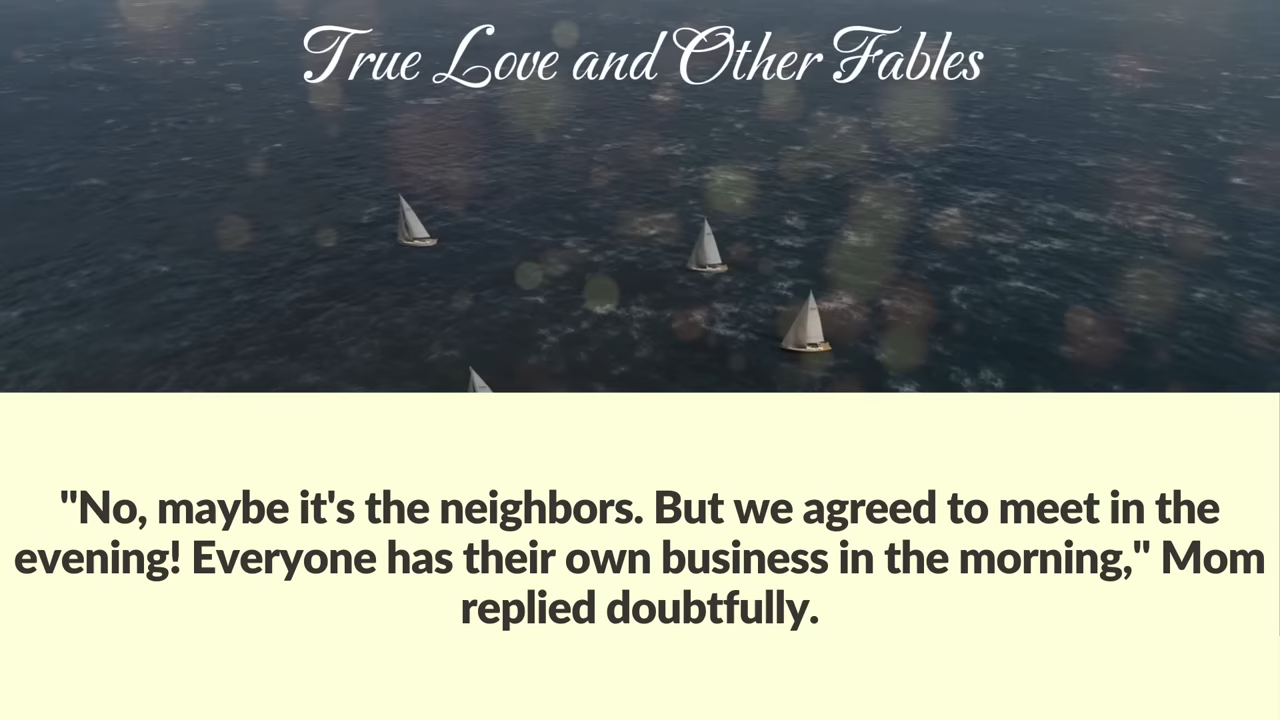 True Love and Other Fables
"No, maybe it's the neighbors. But we agreed to meet in the
evening! Everyone has their own business in the morning," Mom
replied doubtfully.